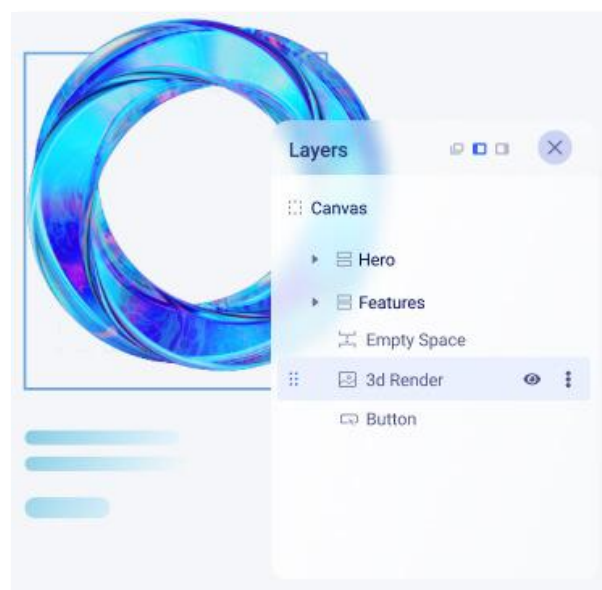 Layers
Canvas
Hero
Features
Empty Space
3d Render
Button